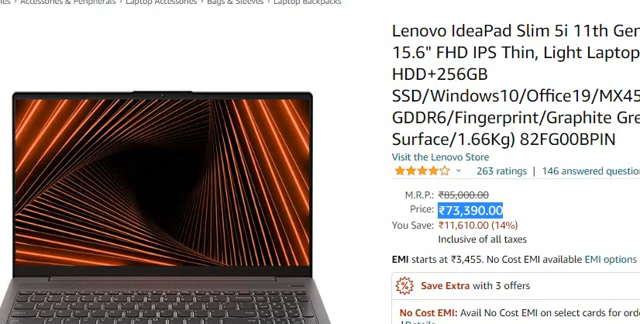 Accessories & Peripherals › Laptop Accessories › Bags & Sleeves › Laptop Backpacks
Lenovo IdeaPad Slim 5i 11th Gen
15.6" FHD IPS Thin, Light Laptop
HDD+256GB
SSD/Windows10/Office19/MX45
GDDR6/Fingerprint/Graphite Gre
Surface/1.66Kg) 82FG00BPIN
Visit the Lenovo Store
263 ratings | 146 answered questio
M.R.P.: ₹85,000.00
Price: ₹73,390.00
You Save: ₹11,610.00 (14%)
Inclusive of all taxes
EMI starts at ₹3,455. No Cost EMI available EMI options
Save Extra with 3 offers
No Cost EMI: Avail No Cost EMI on select cards for ord